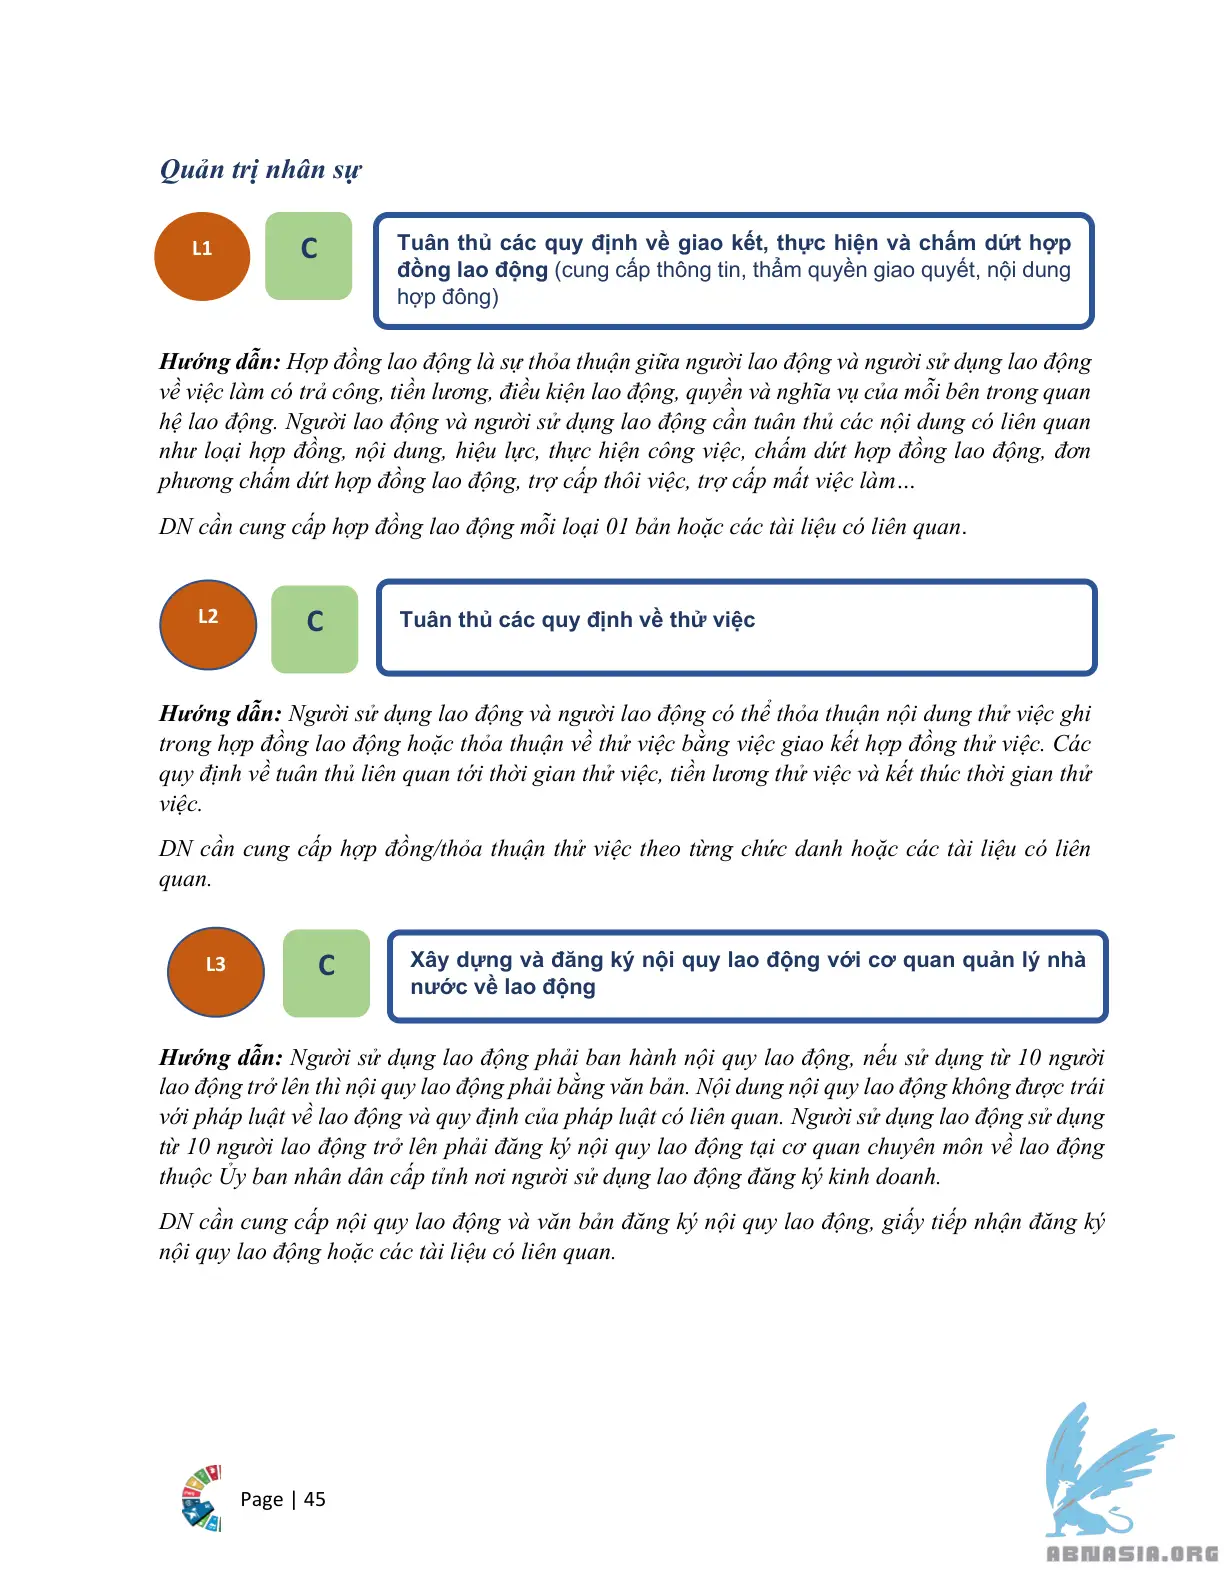 Quản trị nhân sự
L1
C
Tuân thủ các quy định về giao kết, thực hiện và chấm dứt hợp
đồng lao động (cung cấp thông tin, thẩm quyền giao quyết, nội dung
hợp đông)
Hướng dẫn: Hợp đồng lao động là sự thỏa thuận giữa người lao động và người sử dụng lao động
về việc làm có trả công, tiền lương, điều kiện lao động, quyền và nghĩa vụ của mỗi bên trong quan
hệ lao động. Người lao động và người sử dụng lao động cần tuân thủ các nội dung có liên quan
như loại hợp đồng, nội dung, hiệu lực, thực hiện công việc, chấm dứt hợp đồng lao động, đơn
phương chấm dứt hợp đồng lao động, trợ cấp thôi việc, trợ cấp mất việc làm…
DN cần cung cấp hợp đồng lao động mỗi loại 01 bản hoặc các tài liệu có liên quan.
L2
C
Tuân thủ các quy định về thử việc
Hướng dẫn: Người sử dụng lao động và người lao động có thể thỏa thuận nội dung thử việc ghi
trong hợp đồng lao động hoặc thỏa thuận về thử việc bằng việc giao kết hợp đồng thử việc. Các
quy định về tuân thủ liên quan tới thời gian thử việc, tiền lương thử việc và kết thúc thời gian thử
việc.
DN cần cung cấp hợp đồng/thỏa thuận thử việc theo từng chức danh hoặc các tài liệu có liên
quan.
L3
C
Xây dựng và đăng ký nội quy lao động với cơ quan quản lý nhà
nước về lao động
Hướng dẫn: Người sử dụng lao động phải ban hành nội quy lao động, nếu sử dụng từ 10 người
lao động trở lên thì nội quy lao động phải bằng văn bản. Nội dung nội quy lao động không được trái
với pháp luật về lao động và quy định của pháp luật có liên quan. Người sử dụng lao động sử dụng
từ 10 người lao động trở lên phải đăng ký nội quy lao động tại cơ quan chuyên môn về lao động
thuộc Ủy ban nhân dân cấp tỉnh nơi người sử dụng lao động đăng ký kinh doanh.
DN cần cung cấp nội quy lao động và văn bản đăng ký nội quy lao động, giấy tiếp nhận đăng ký
nội quy lao động hoặc các tài liệu có liên quan.
Page | 45
ABNASIA.ORG